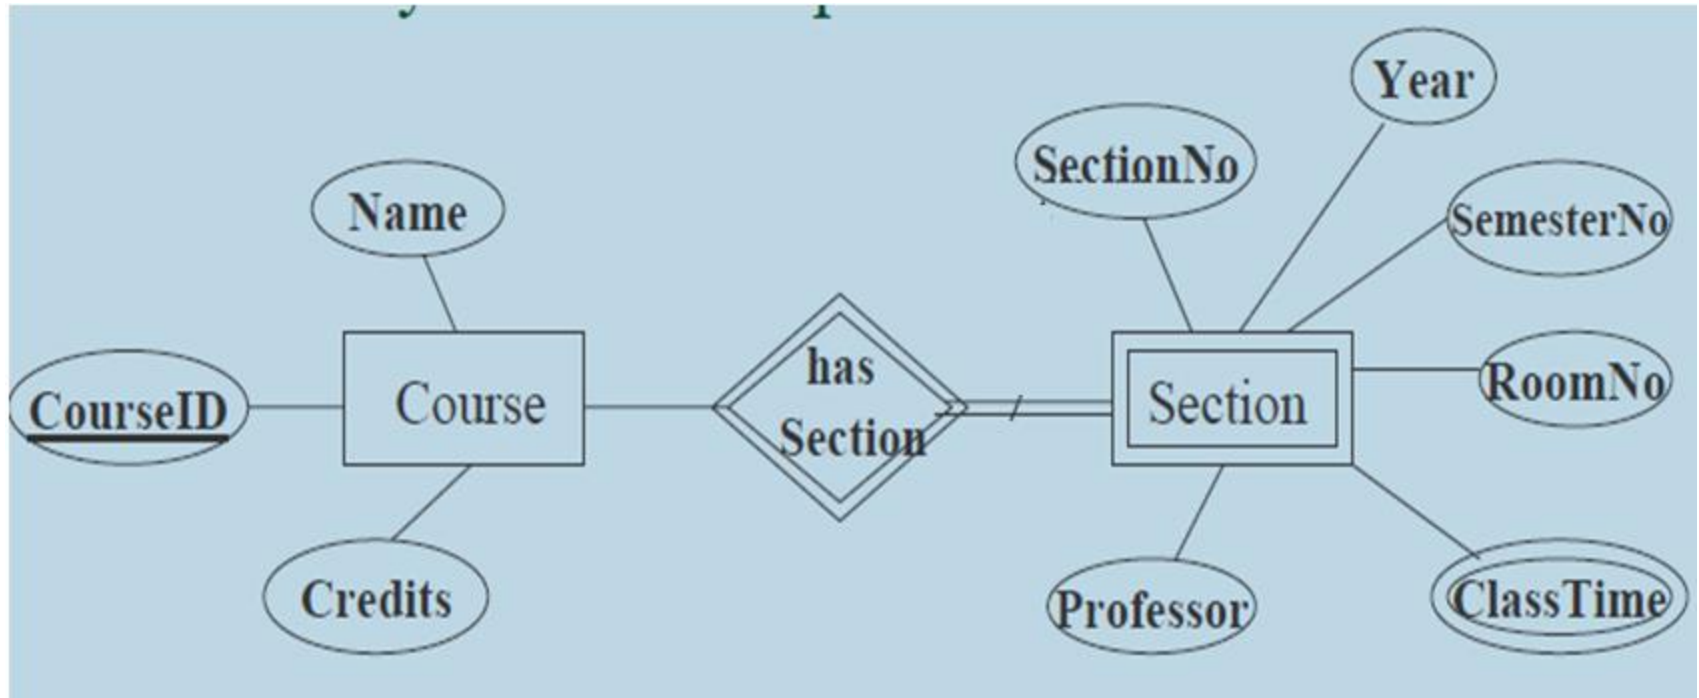 Year
SectionNo
SemesterNo
Name
has
Section
RoomNo
CourseID
Course
Section
Credits
Professor
ClassTime